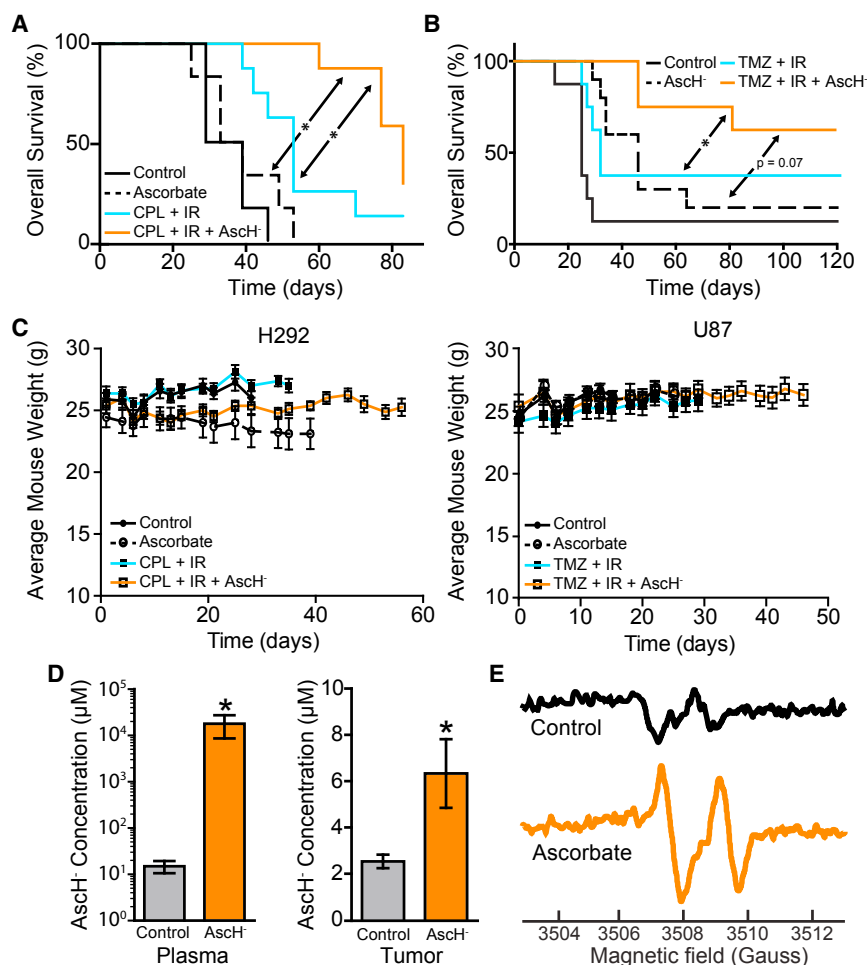 A
Overall Survival (%)
100
50
0
0 20 40 60 80
Time (days)
Control
Ascorbate
CPL + IR
CPL + IR + AscH-
*
*
B
Overall Survival (%)
100
50
0
0 20 40 60 80 100 120
Time (days)
Control
AscH-
TMZ + IR
TMZ + IR + AscH-
*
p = 0.07
C
H292
Average Mouse Weight (g)
30
25
20
15
10
0 20 40 60
Time (days)
Control
Ascorbate
CPL + IR
CPL + IR + AscH-
U87
Average Mouse Weight (g)
30
25
20
15
10
0 10 20 30 40 50
Time (days)
Control
Ascorbate
TMZ + IR
TMZ + IR + AscH-
D
AscH- Concentration (μM)
10⁵
10⁴
10³
10²
10¹
10⁰
*
Control AscH-
Plasma
AscH- Concentration (μM)
10
8
6
4
2
0
*
Control AscH-
Tumor
E
Control
Ascorbate
3504 3506 3508 3510 3512
Magnetic field (Gauss)